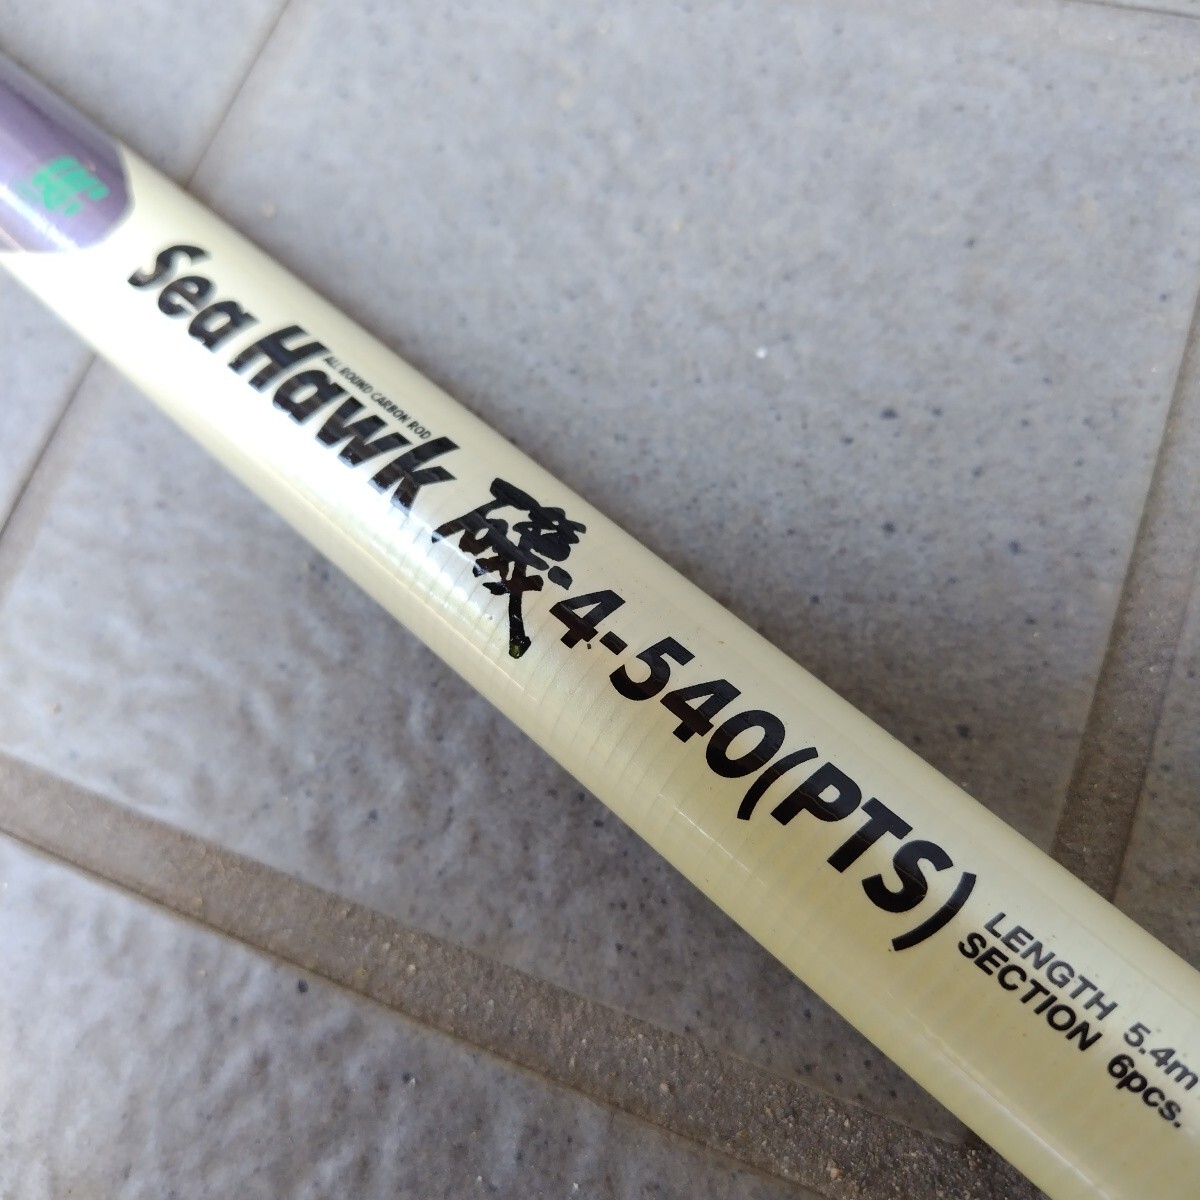 Sea Hawk 磯-4-540(PTS)
ALL ROUND CARBON ROD
LENGTH 5.4m
SECTION 6pcs.